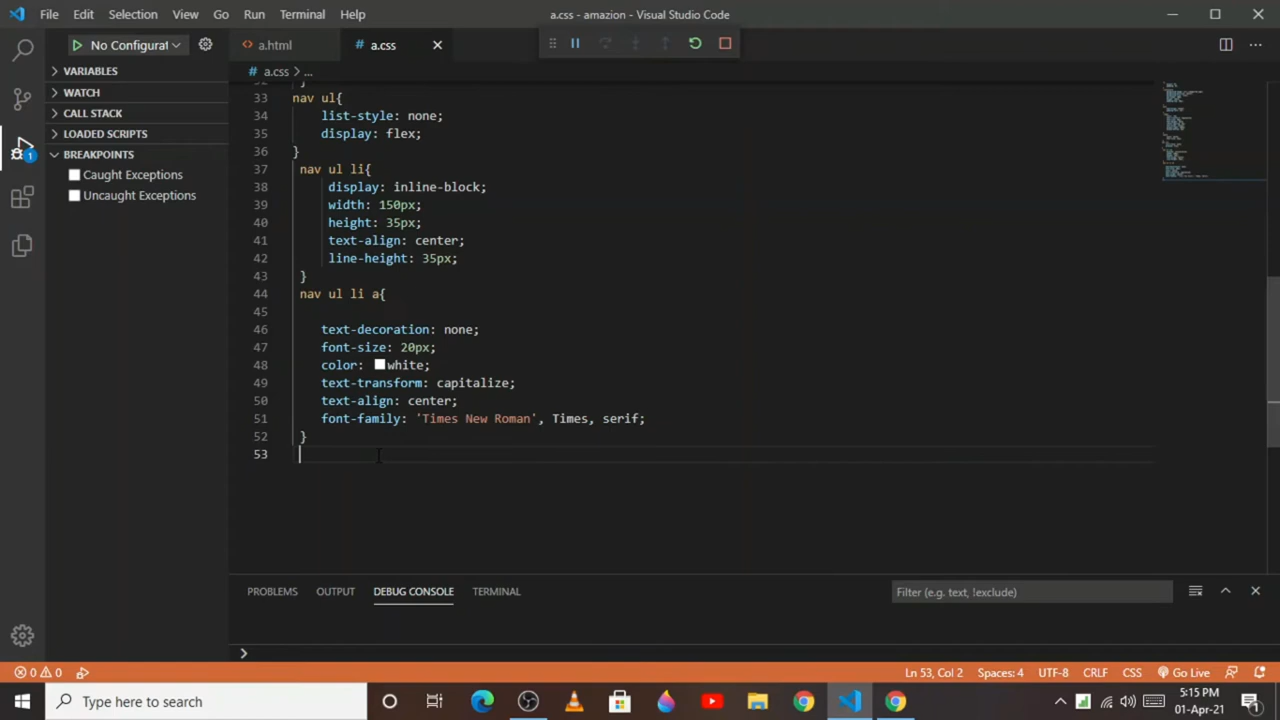 File Edit Selection View Go Run Terminal Help
a.css - amazion - Visual Studio Code
No Configurat
a.html
a.css
VARIABLES
WATCH
CALL STACK
LOADED SCRIPTS
BREAKPOINTS
Caught Exceptions
Uncaught Exceptions
a.css > ...
33 nav ul{
34 list-style: none;
35 display: flex;
36 }
37 nav ul li{
38 display: inline-block;
39 width: 150px;
40 height: 35px;
41 text-align: center;
42 line-height: 35px;
43 }
44 nav ul li a{
45
46 text-decoration: none;
47 font-size: 20px;
48 color: white;
49 text-transform: capitalize;
50 text-align: center;
51 font-family: 'Times New Roman', Times, serif;
52 }
53
PROBLEMS OUTPUT DEBUG CONSOLE TERMINAL
Filter (e.g. text, !exclude)
0 0
Ln 53, Col 2 Spaces: 4 UTF-8 CRLF CSS Go Live
Type here to search
5:15 PM
01-Apr-21
1
1